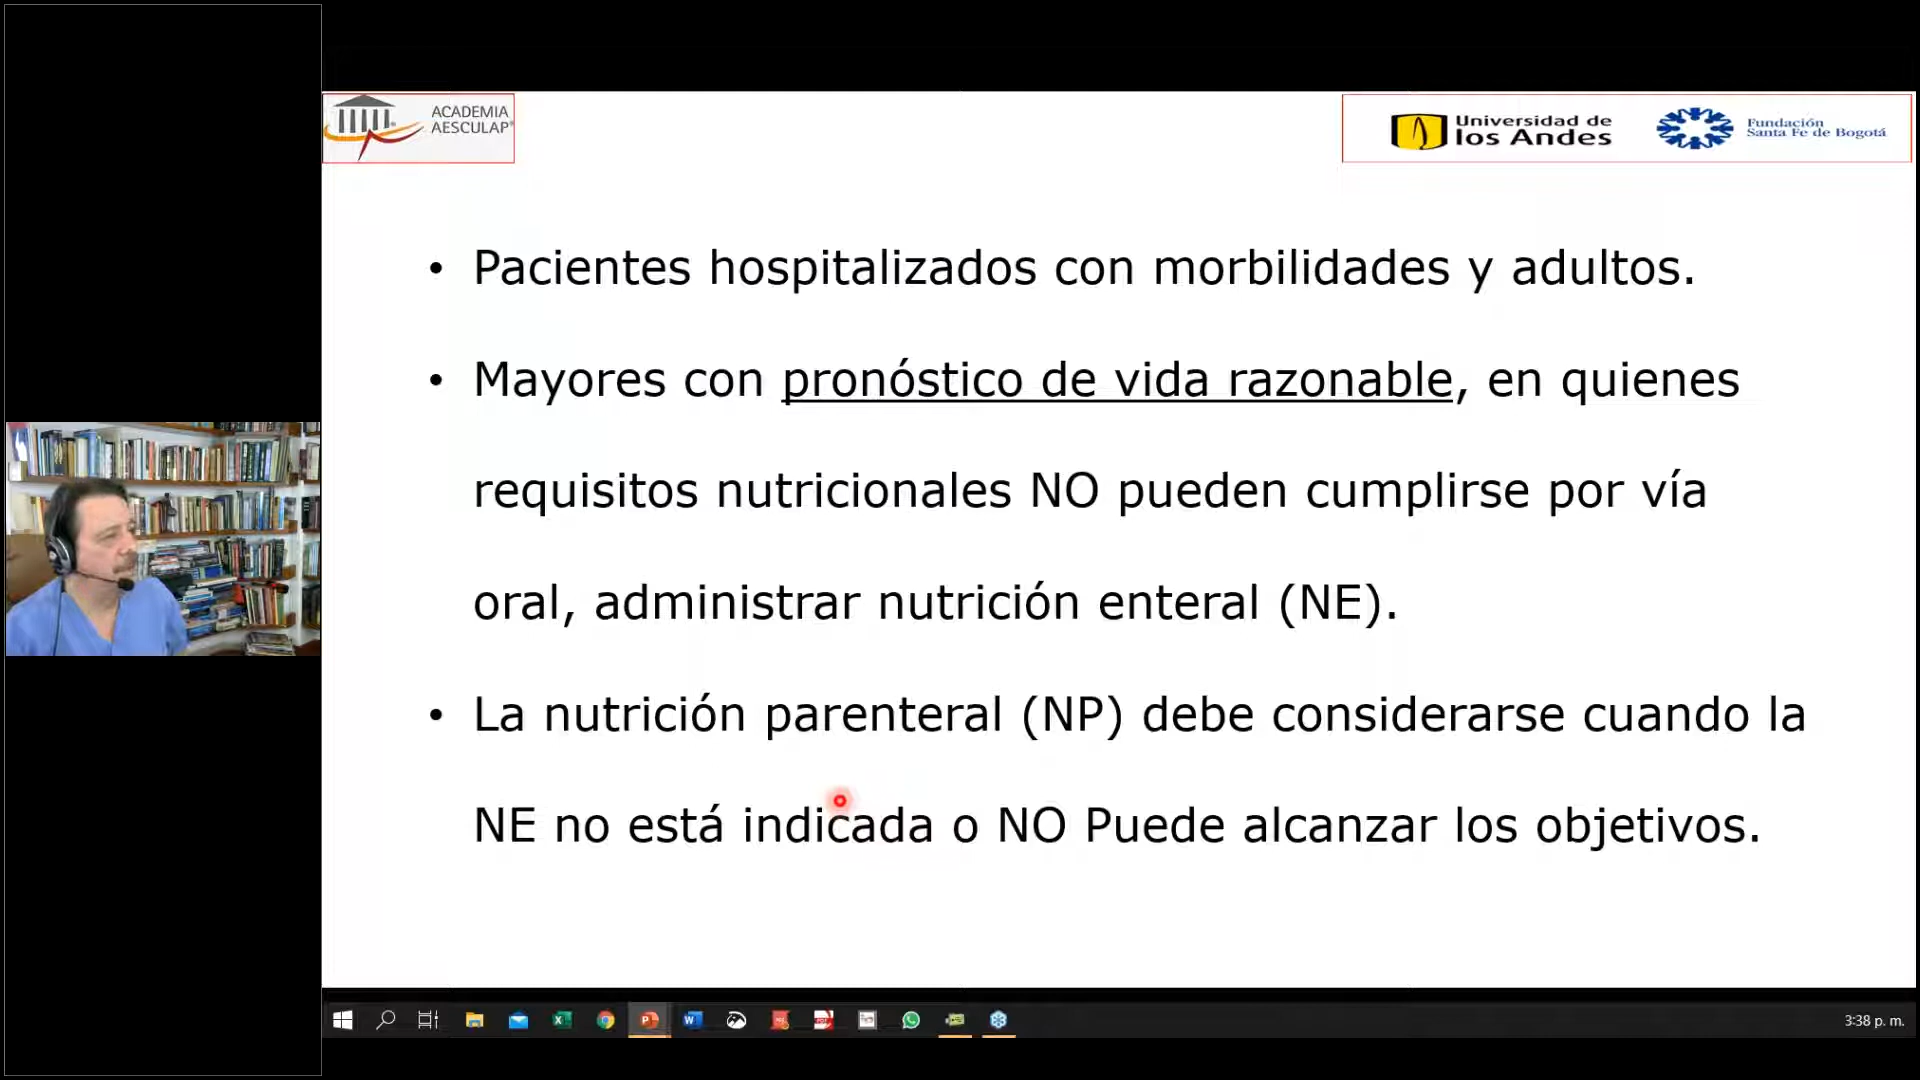 ACADEMIA
AESCULAP®
Universidad de
los Andes
Fundación
Santa Fe de Bogotá
• Pacientes hospitalizados con morbilidades y adultos.
• Mayores con pronóstico de vida razonable, en quienes
requisitos nutricionales NO pueden cumplirse por vía
oral, administrar nutrición enteral (NE).
• La nutrición parenteral (NP) debe considerarse cuando la
NE no está indicada o NO Puede alcanzar los objetivos.
3:38 p. m.